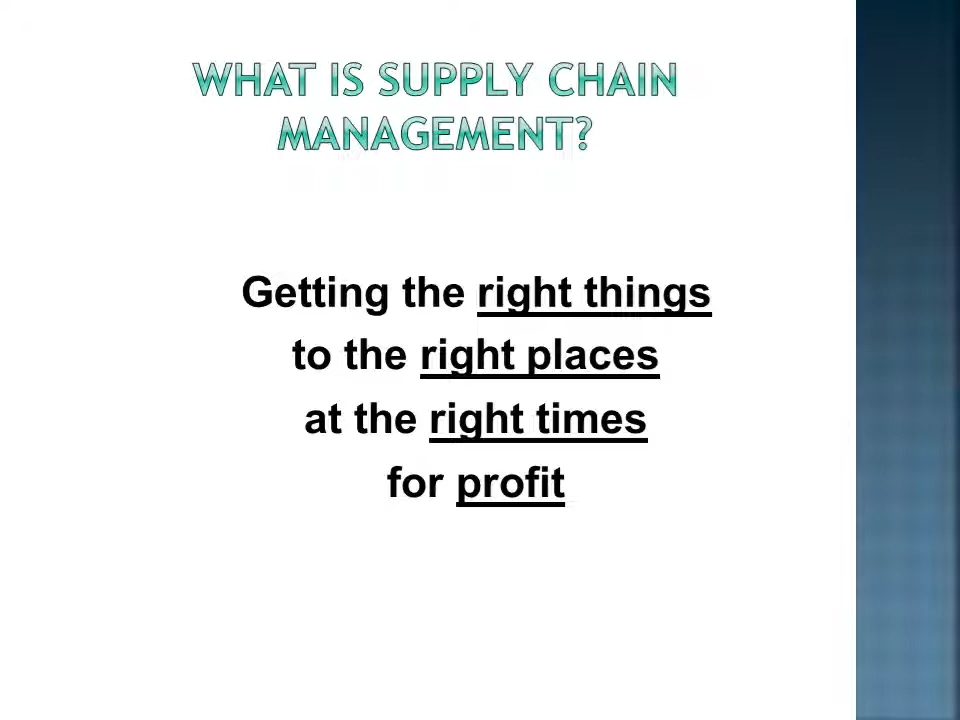 WHAT IS SUPPLY CHAIN
MANAGEMENT?
Getting the right things
to the right places
at the right times
for profit